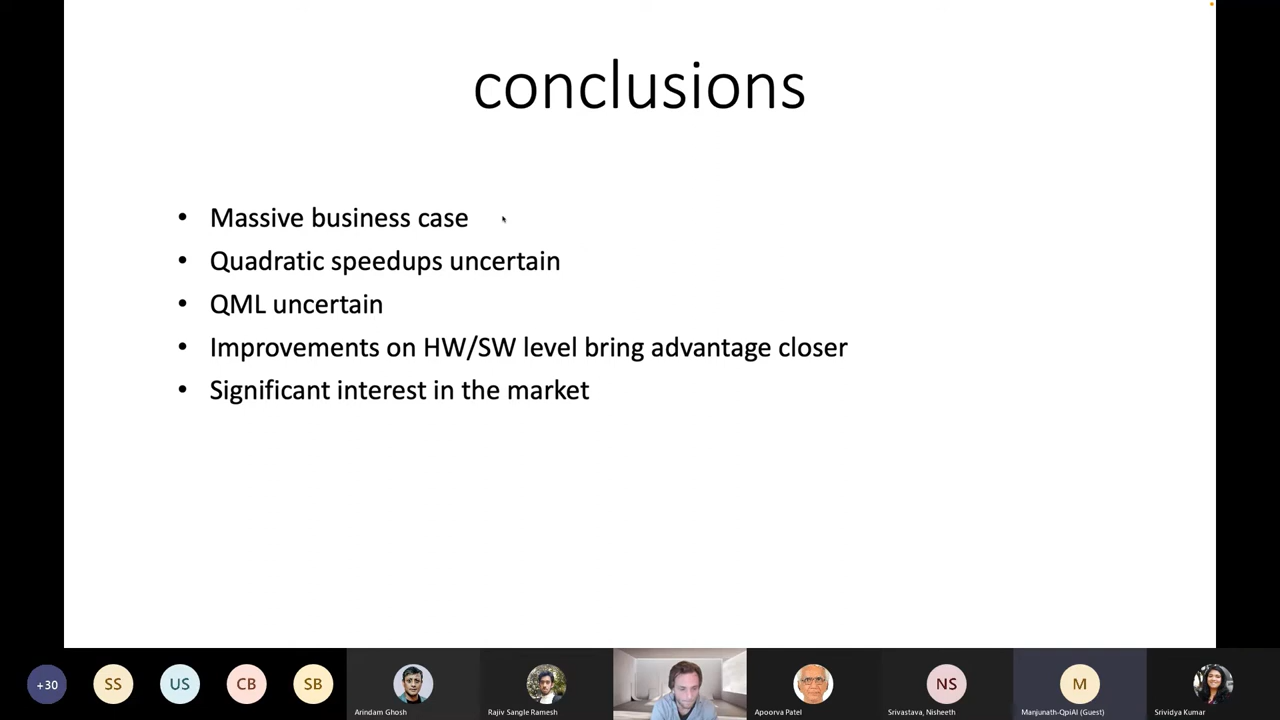 conclusions
• Massive business case
• Quadratic speedups uncertain
• QML uncertain
• Improvements on HW/SW level bring advantage closer
• Significant interest in the market
+30
SS
US
CB
SB
NS
M
Arindam Ghosh
Rajiv Sangle Ramesh
Apoorva Patel
Srivastava, Nisheeth
Manjunath-QpiAI (Guest)
Srividya Kumar